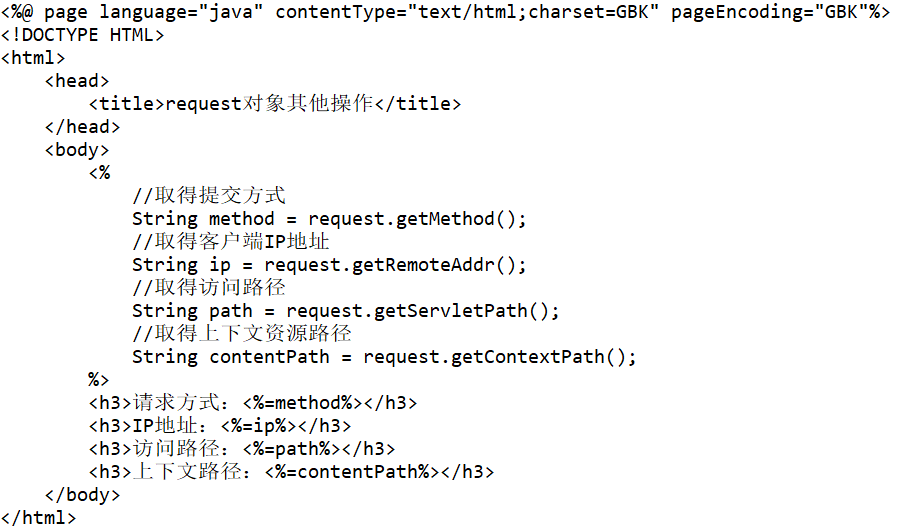 <%@ page language="java" contentType="text/html;charset=GBK" pageEncoding="GBK"%>
<!DOCTYPE HTML>
<html>
    <head>
        <title>request对象其他操作</title>
    </head>
    <body>
        <%
            //取得提交方式
            String method = request.getMethod();
            //取得客户端IP地址
            String ip = request.getRemoteAddr();
            //取得访问路径
            String path = request.getServletPath();
            //取得上下文资源路径
            String contentPath = request.getContextPath();
        %>
        <h3>请求方式：<%=method%></h3>
        <h3>IP地址：<%=ip%></h3>
        <h3>访问路径：<%=path%></h3>
        <h3>上下文路径：<%=contentPath%></h3>
    </body>
</html>